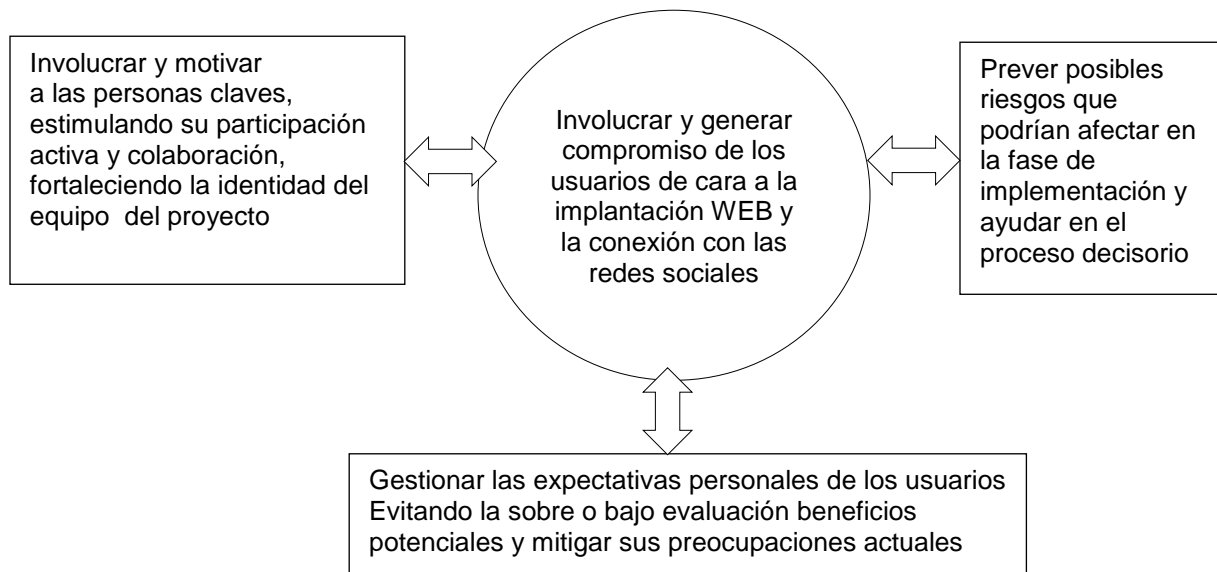 Involucrar y motivar
a las personas claves,
estimulando su participación
activa y colaboración,
fortaleciendo la identidad del
equipo del proyecto
Involucrar y generar
compromiso de los
usuarios de cara a la
implantación WEB y
la conexión con las
redes sociales
Prever posibles
riesgos que
podrían afectar en
la fase de
implementación y
ayudar en el
proceso decisorio
Gestionar las expectativas personales de los usuarios
Evitando la sobre o bajo evaluación beneficios
potenciales y mitigar sus preocupaciones actuales